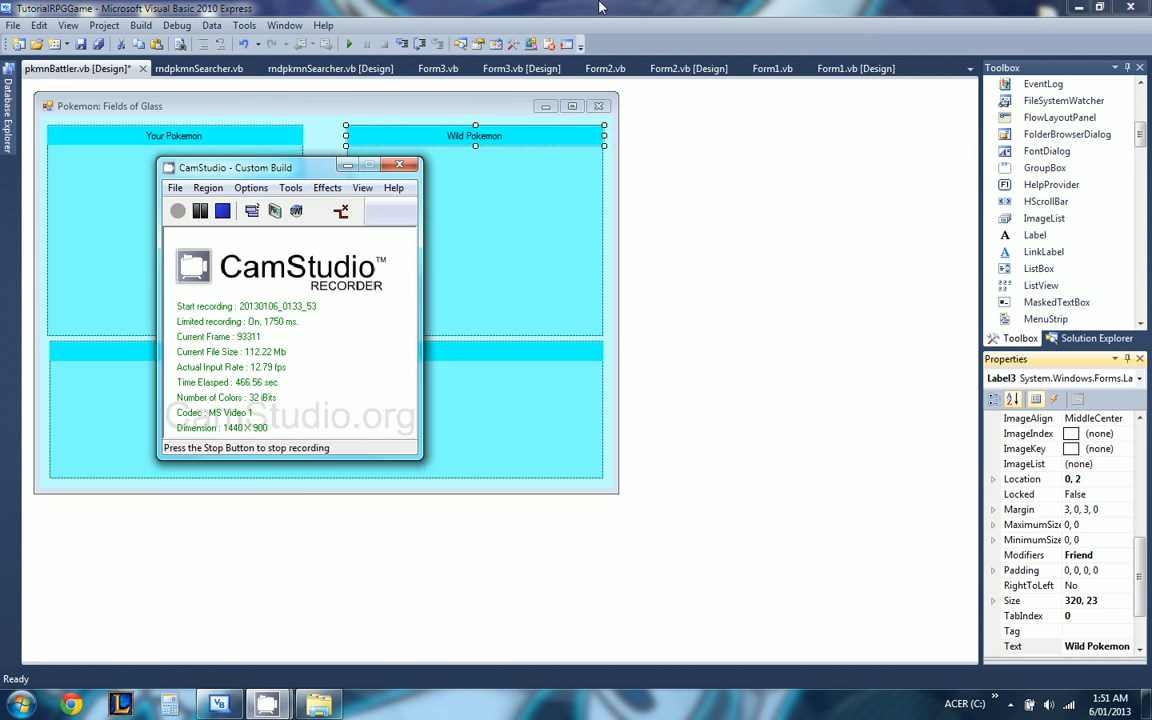 TutorialRPGGame - Microsoft Visual Basic 2010 Express
File Edit View Project Build Debug Data Tools Window Help
pkmnBattler.vb [Design]* rndpkmnSearcher.vb rndpkmnSearcher.vb [Design] Form3.vb Form3.vb [Design] Form2.vb Form2.vb [Design] Form1.vb Form1.vb [Design]
Database Explorer
Pokemon: Fields of Glass
Your Pokemon
Wild Pokemon
CamStudio - Custom Build
File Region Options Tools Effects View Help
CamStudio™
RECORDER
Start recording : 20130106_0133_53
Limited recording : On, 1750 ms.
Current Frame : 93311
Current File Size : 112.22 Mb
Actual Input Rate : 12.79 fps
Time Elasped : 466.56 sec
Number of Colors : 32 iBits
Codec : MS Video 1
Dimension : 1440 X 900
CamStudio.org
Press the Stop Button to stop recording
Toolbox
EventLog
FileSystemWatcher
FlowLayoutPanel
FolderBrowserDialog
FontDialog
GroupBox
HelpProvider
HScrollBar
ImageList
Label
LinkLabel
ListBox
ListView
MaskedTextBox
MenuStrip
Toolbox Solution Explorer
Properties
Label3 System.Windows.Forms.La
ImageAlign MiddleCenter
ImageIndex (none)
ImageKey (none)
ImageList (none)
Location 0, 2
Locked False
Margin 3, 0, 3, 0
MaximumSize 0, 0
MinimumSize 0, 0
Modifiers Friend
Padding 0, 0, 0, 0
RightToLeft No
Size 320, 23
TabIndex 0
Tag
Text Wild Pokemon
Ready
ACER (C:)
1:51 AM
6/01/2013